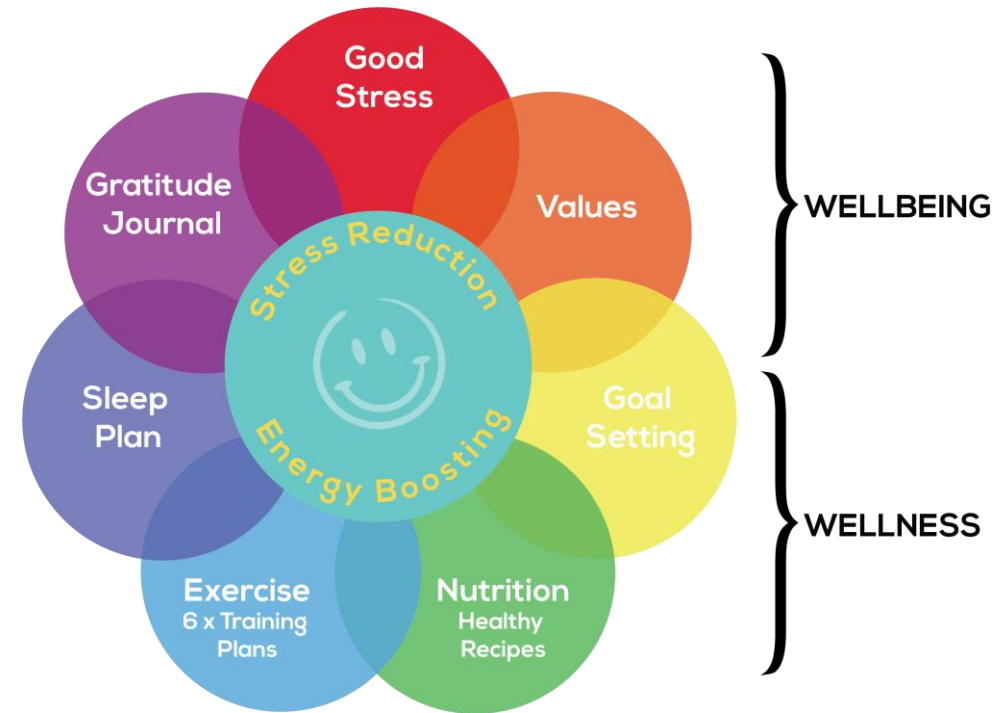 Good
Stress
Gratitude
Journal
Values
WELLBEING
Stress Reduction
Sleep
Plan
Goal
Setting
Energy Boosting
WELLNESS
Exercise
6 x Training
Plans
Nutrition
Healthy
Recipes